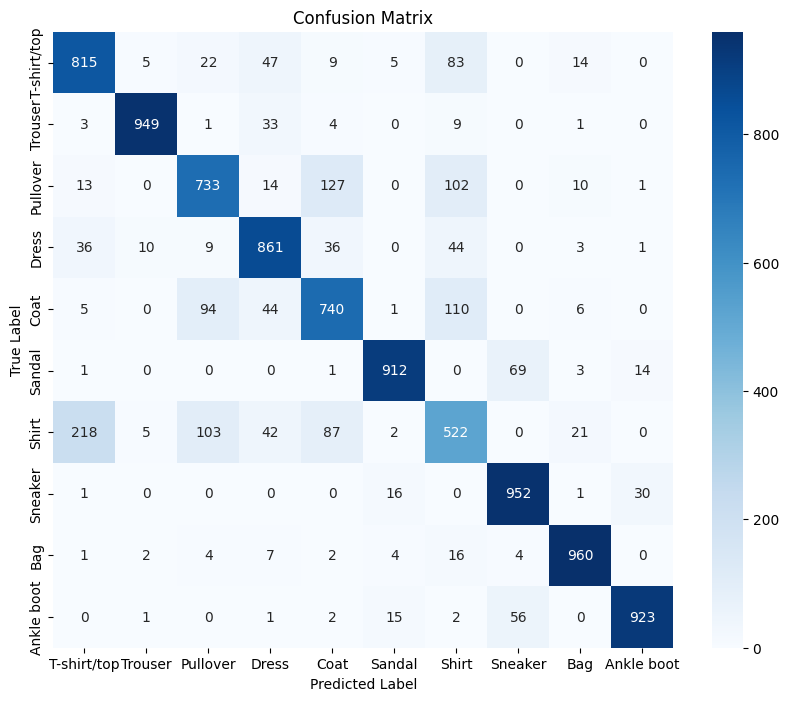 Confusion Matrix
T-shirt/top 815 5 22 47 9 5 83 0 14 0
Trouser 3 949 1 33 4 0 9 0 1 0
Pullover 13 0 733 14 127 0 102 0 10 1
Dress 36 10 9 861 36 0 44 0 3 1
Coat 5 0 94 44 740 1 110 0 6 0
Sandal 1 0 0 0 1 912 0 69 3 14
Shirt 218 5 103 42 87 2 522 0 21 0
Sneaker 1 0 0 0 0 16 0 952 1 30
Bag 1 2 4 7 2 4 16 4 960 0
Ankle boot 0 1 0 1 2 15 2 56 0 923
T-shirt/top Trouser Pullover Dress Coat Sandal Shirt Sneaker Bag Ankle boot
Predicted Label
True Label
800
600
400
200
0